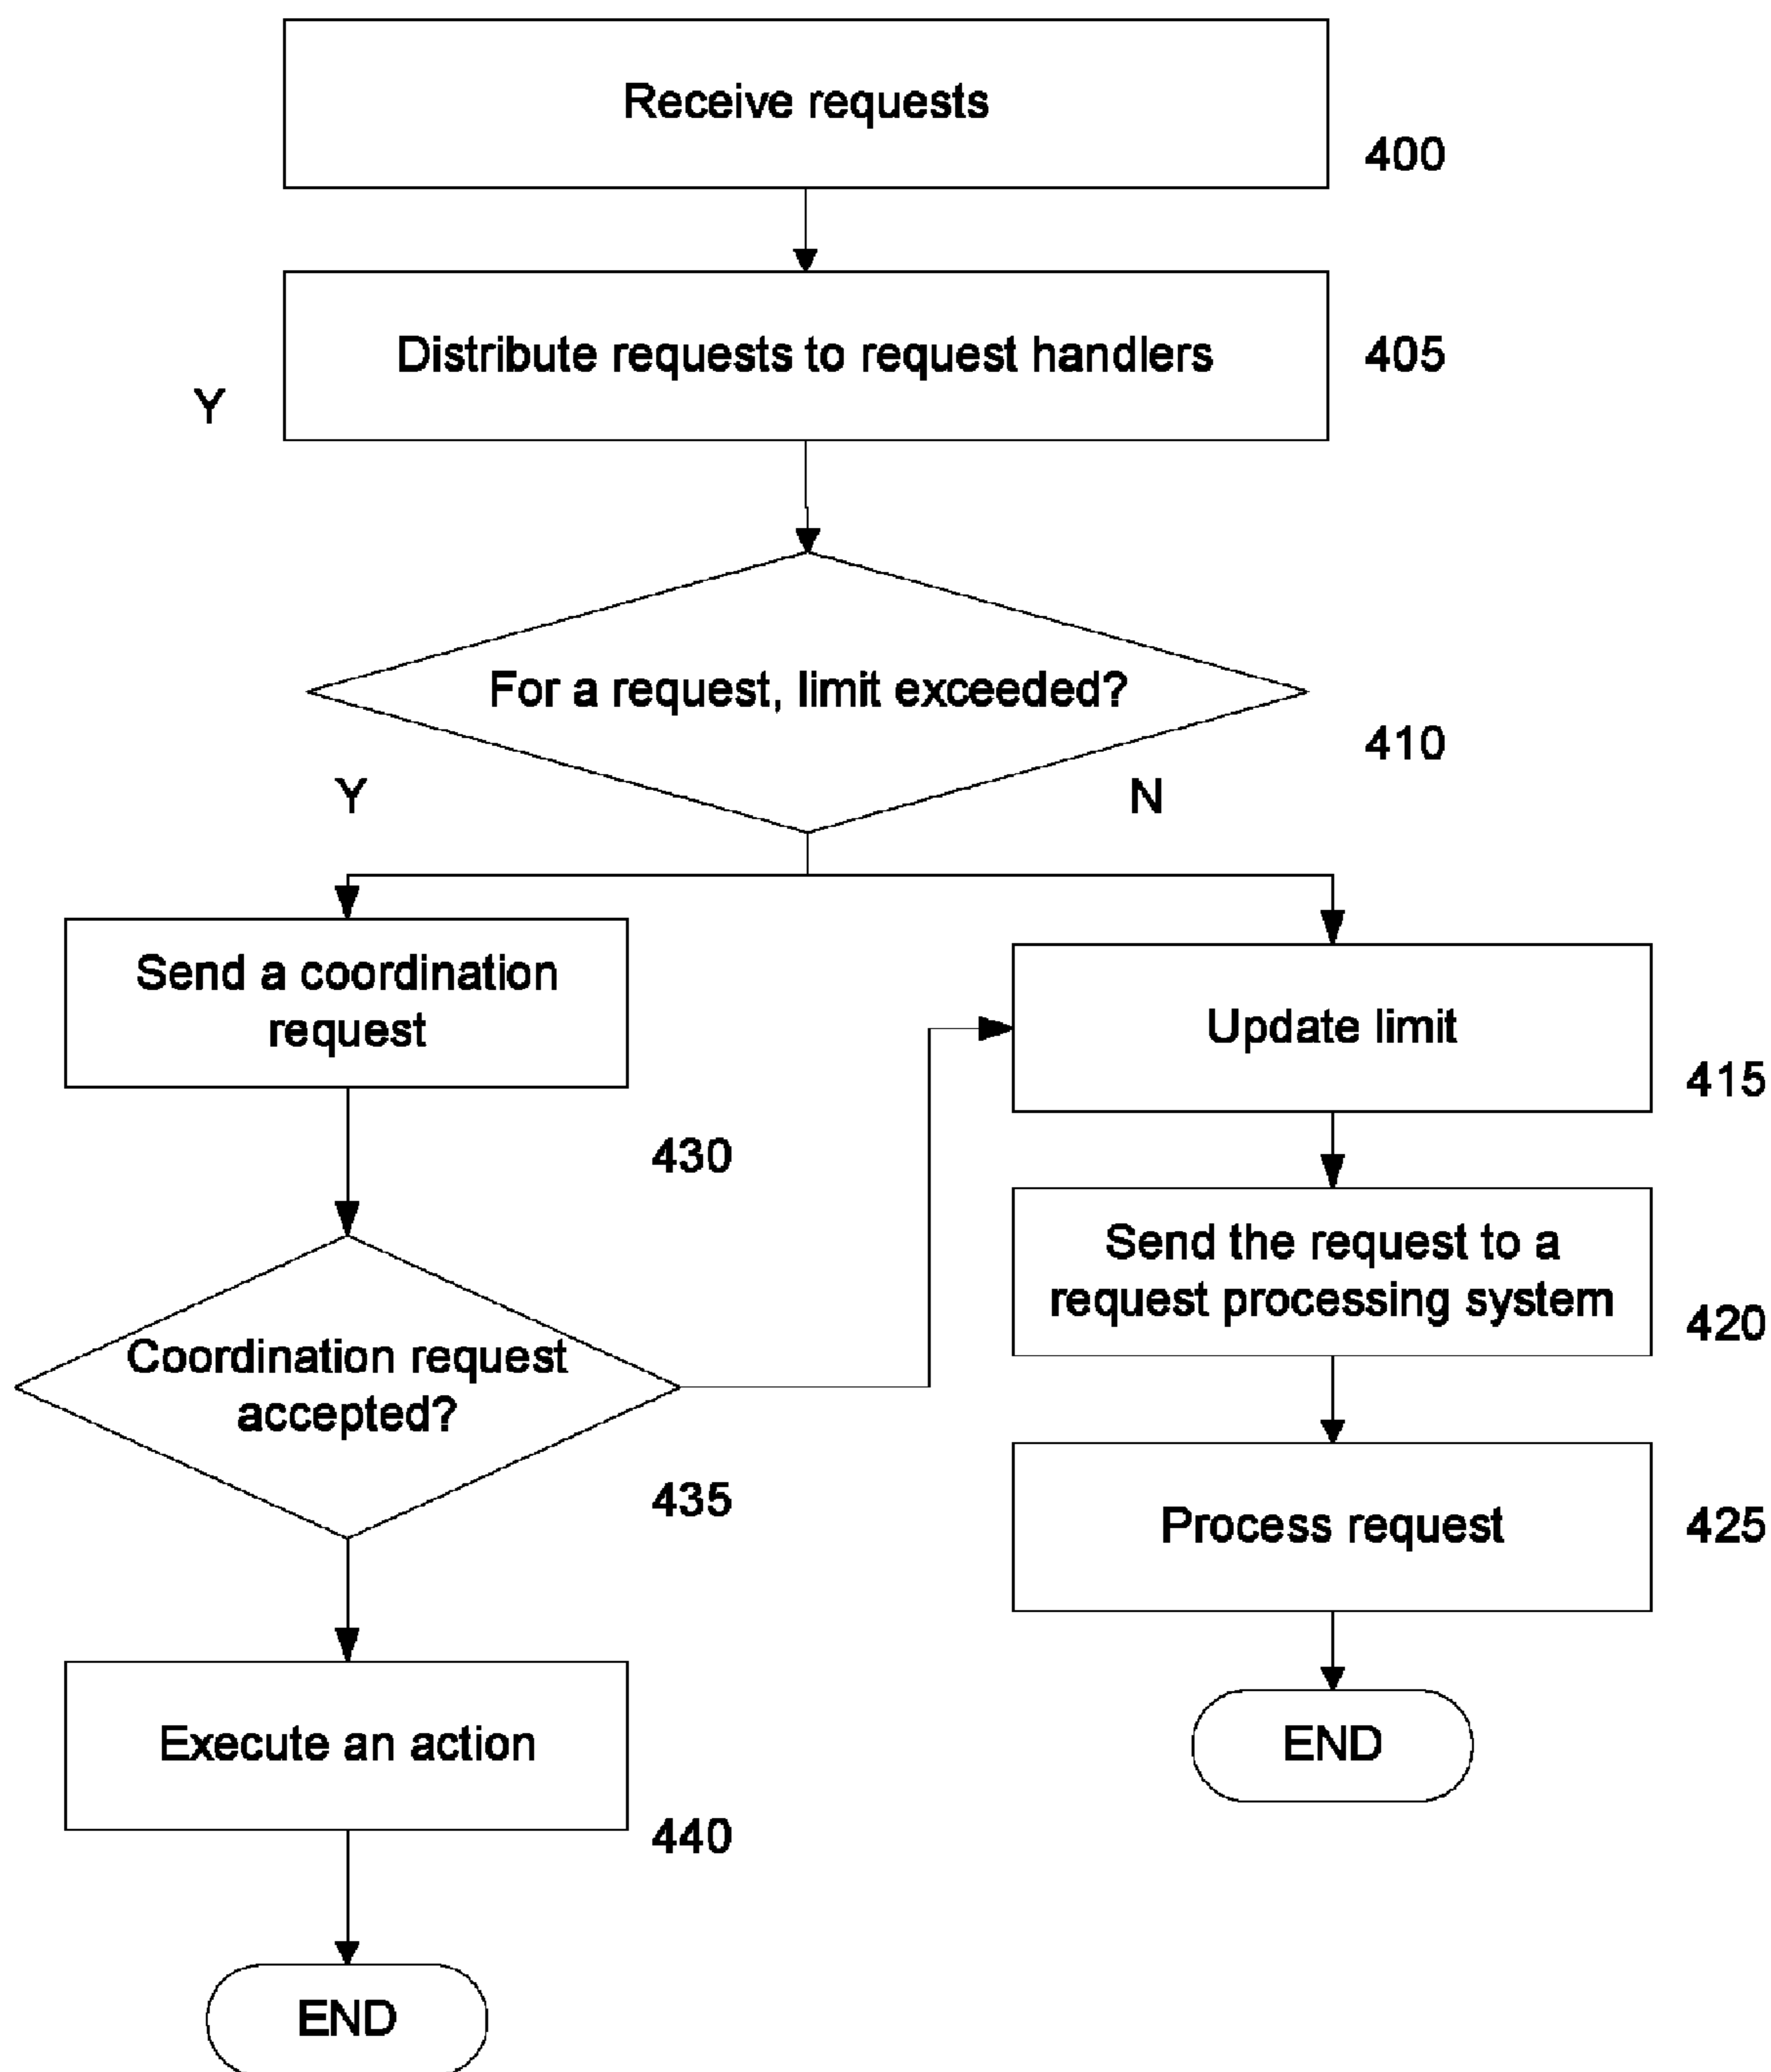 Receive requests
400
Distribute requests to request handlers
405
Y
For a request, limit exceeded?
410
Y
N
Send a coordination
request
430
Update limit
415
Send the request to a
request processing system
420
Coordination request
accepted?
435
Process request
425
Execute an action
440
END
END